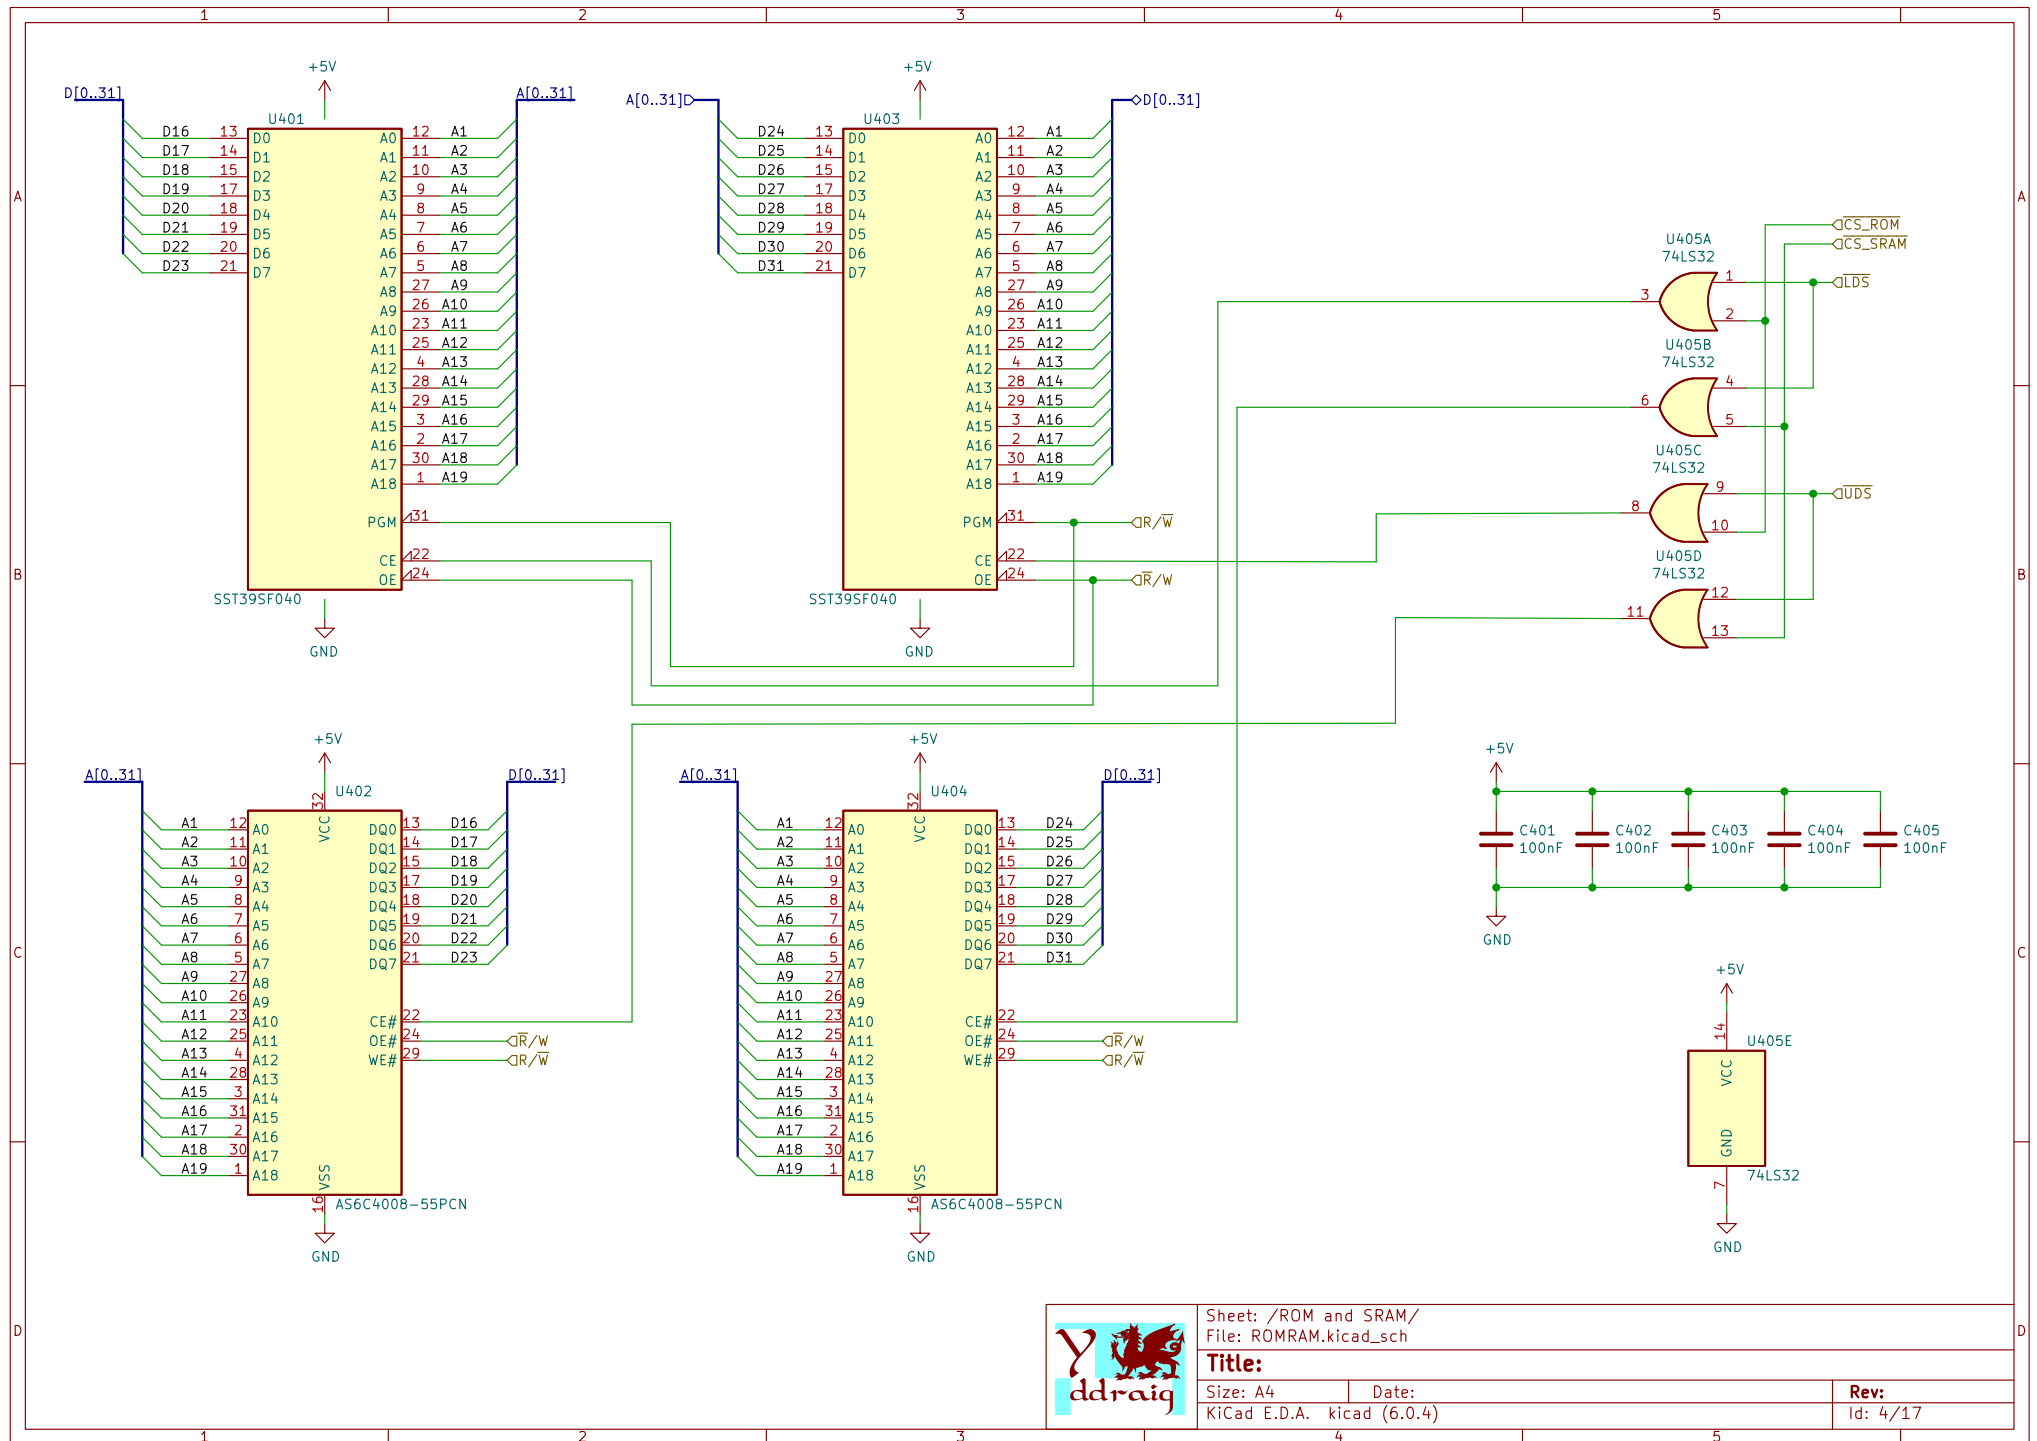 1 2 3 4 5
A
B
C
D
A
B
C
D
1 2 3 4 5
+5V
D[0..31]
A[0..31]
U401
D16 13 D0 A0 12 A1
D17 14 D1 A1 11 A2
D18 15 D2 A2 10 A3
D19 17 D3 A3 9 A4
D20 18 D4 A4 8 A5
D21 19 D5 A5 7 A6
D22 20 D6 A6 6 A7
D23 21 D7 A7 5 A8
A8 27 A9
A9 26 A10
A10 23 A11
A11 25 A12
A12 4 A13
A13 28 A14
A14 29 A15
A15 3 A16
A16 2 A17
A17 30 A18
A18 1 A19
PGM 31
CE 22
OE 24
SST39SF040
GND
+5V
A[0..31]
D[0..31]
U403
D24 13 D0 A0 12 A1
D25 14 D1 A1 11 A2
D26 15 D2 A2 10 A3
D27 17 D3 A3 9 A4
D28 18 D4 A4 8 A5
D29 19 D5 A5 7 A6
D30 20 D6 A6 6 A7
D31 21 D7 A7 5 A8
A8 27 A9
A9 26 A10
A10 23 A11
A11 25 A12
A12 4 A13
A13 28 A14
A14 29 A15
A15 3 A16
A16 2 A17
A17 30 A18
A18 1 A19
PGM 31 R/W̅
CE 22
OE 24 R̅/W
SST39SF040
GND
C̅S̅_̅R̅O̅M̅
C̅S̅_̅S̅R̅A̅M̅
U405A
74LS32
1 L̅D̅S̅
3
2
U405B
74LS32
4
6
5
U405C
74LS32
9 U̅D̅S̅
8
10
U405D
74LS32
12
11
13
+5V
A[0..31]
D[0..31]
U402
32
VCC
A1 12 A0 DQ0 13 D16
A2 11 A1 DQ1 14 D17
A3 10 A2 DQ2 15 D18
A4 9 A3 DQ3 17 D19
A5 8 A4 DQ4 18 D20
A6 7 A5 DQ5 19 D21
A7 6 A6 DQ6 20 D22
A8 5 A7 DQ7 21 D23
A9 27 A8
A10 26 A9
A11 23 A10 CE# 22
A12 25 A11 OE# 24 R̅/W
A13 4 A12 WE# 29 R/W̅
A14 28 A13
A15 3 A14
A16 31 A15
A17 2 A16
A18 30 A17
A19 1 A18
VSS
16
AS6C4008-55PCN
GND
+5V
A[0..31]
D[0..31]
U404
32
VCC
A1 12 A0 DQ0 13 D24
A2 11 A1 DQ1 14 D25
A3 10 A2 DQ2 15 D26
A4 9 A3 DQ3 17 D27
A5 8 A4 DQ4 18 D28
A6 7 A5 DQ5 19 D29
A7 6 A6 DQ6 20 D30
A8 5 A7 DQ7 21 D31
A9 27 A8
A10 26 A9
A11 23 A10 CE# 22
A12 25 A11 OE# 24 R̅/W
A13 4 A12 WE# 29 R/W̅
A14 28 A13
A15 3 A14
A16 31 A15
A17 2 A16
A18 30 A17
A19 1 A18
VSS
16
AS6C4008-55PCN
GND
+5V
C401 C402 C403 C404 C405
100nF 100nF 100nF 100nF 100nF
GND
+5V
14
U405E
VCC
GND
74LS32
7
GND
Y
ddraig
Sheet: /ROM and SRAM/
File: ROMRAM.kicad_sch
Title:
Size: A4 Date: Rev:
KiCad E.D.A. kicad (6.0.4) Id: 4/17